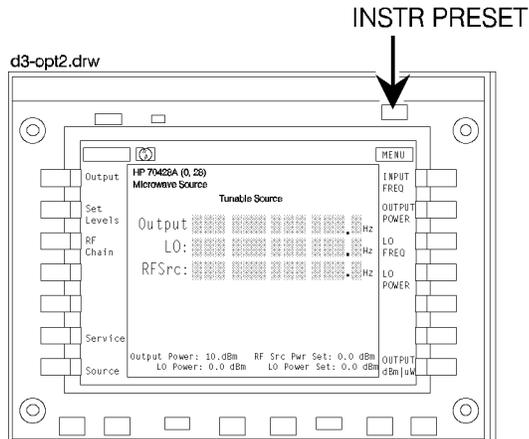 INSTR PRESET
d3-opt2.drw
MENU
HP 70428A (0, 28)
Microwave Source
Tunable Source
Output
Set
Levels
RF
Chain
Service
Source
Output Hz
LO: Hz
RFSrc: Hz
Output Power: 10.dBm RF Src Pwr Set: 0.0 dBm
LO Power: 0.0 dBm LO Power Set: 0.0 dBm
INPUT
FREQ
OUTPUT
POWER
LO
FREQ
LO
POWER
OUTPUT
dBm|uW